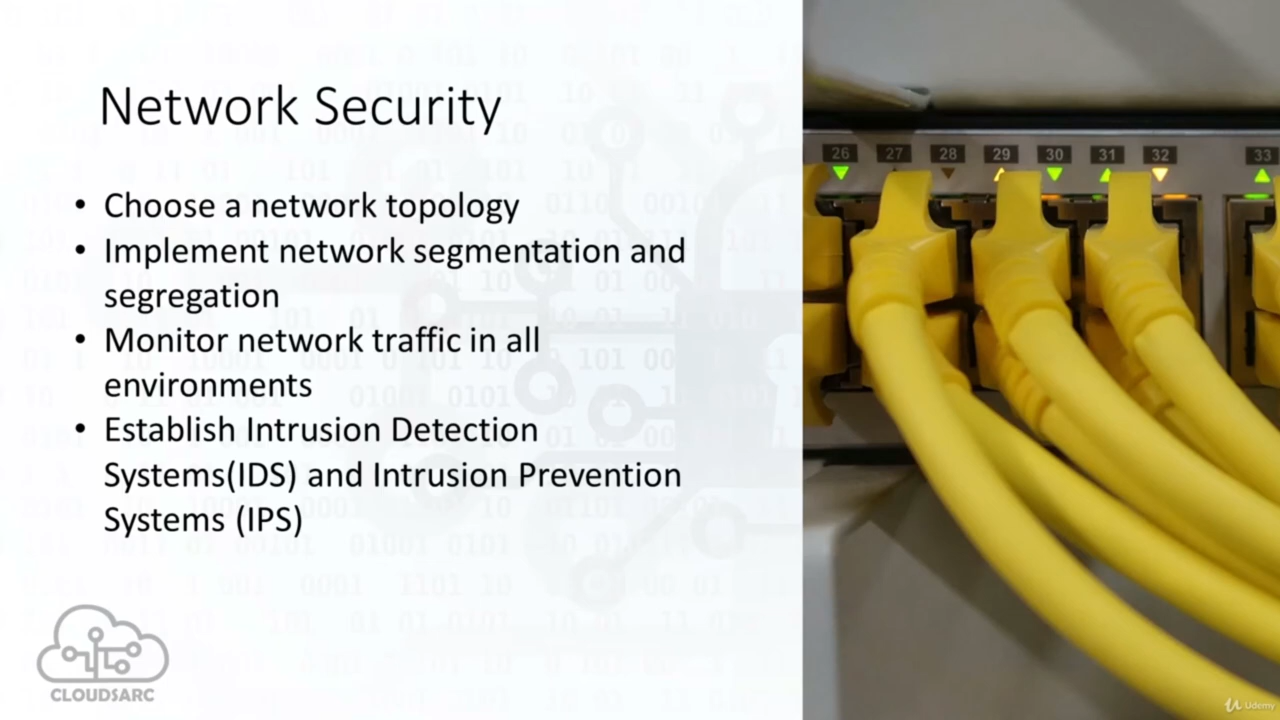 Network Security
• Choose a network topology
• Implement network segmentation and
segregation
• Monitor network traffic in all
environments
• Establish Intrusion Detection
Systems(IDS) and Intrusion Prevention
Systems (IPS)
CLOUDSARC
26 27 28 29 30 31 32 33
Udemy